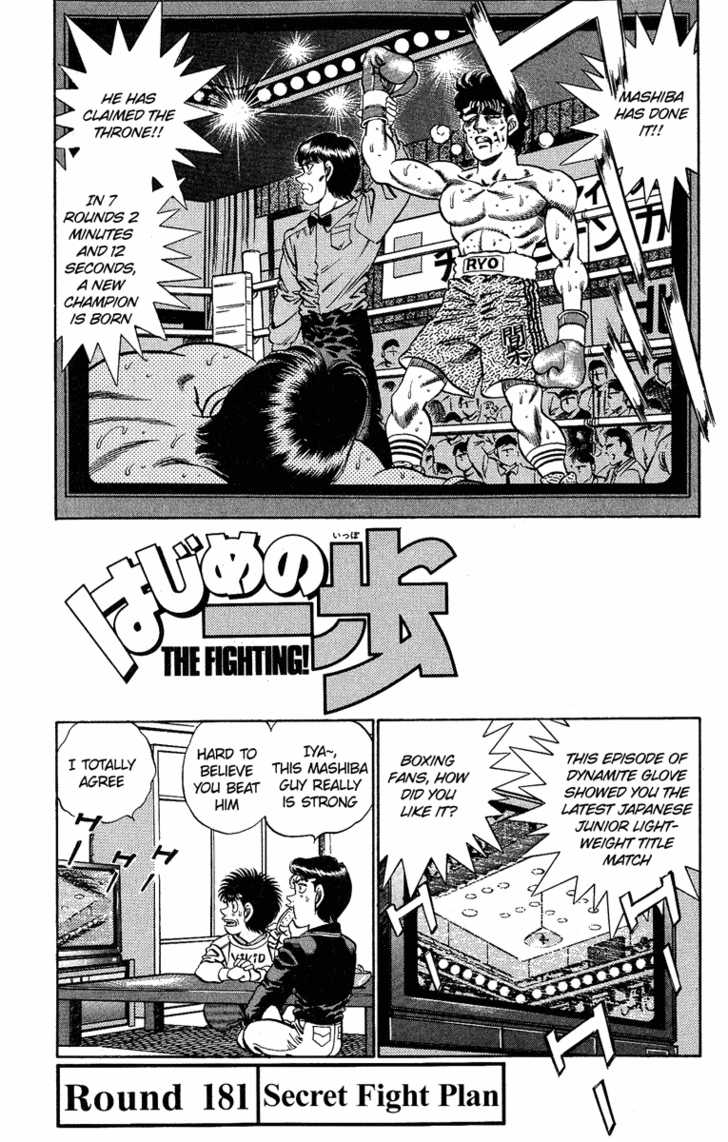 MASHIBA
HAS DONE
IT!!
HE HAS
CLAIMED THE
THRONE!!
IN 7
ROUNDS 2
MINUTES
AND 12
SECONDS,
A NEW
CHAMPION
IS BORN
RYO
闘
北
はじめの一歩
いっぽ
THE FIGHTING!
THIS EPISODE OF
DYNAMITE GLOVE
SHOWED YOU THE
LATEST JAPANESE
JUNIOR LIGHT-
WEIGHT TITLE
MATCH
BOXING
FANS, HOW
DID YOU
LIKE IT?
IYA~,
THIS MASHIBA
GUY REALLY
IS STRONG
HARD TO
BELIEVE
YOU BEAT
HIM
I TOTALLY
AGREE
ViViD
Round 181
Secret Fight Plan